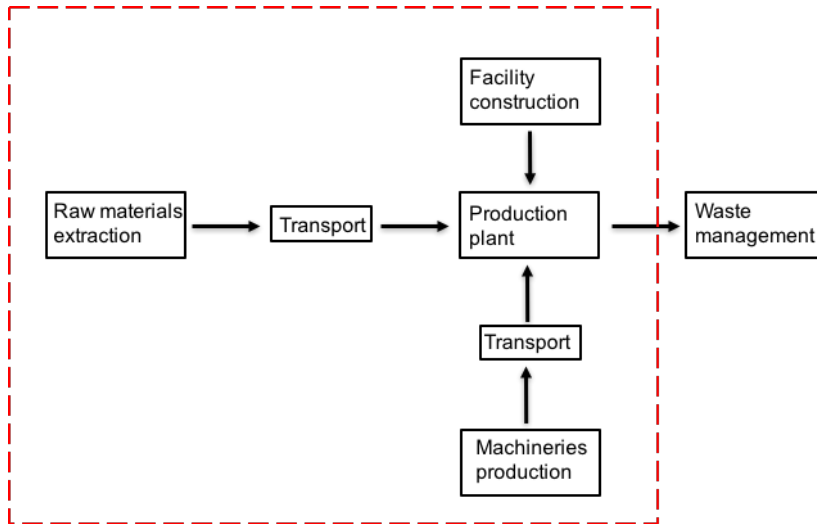 Facility
construction
Raw materials
extraction
Transport
Production
plant
Waste
management
Transport
Machineries
production